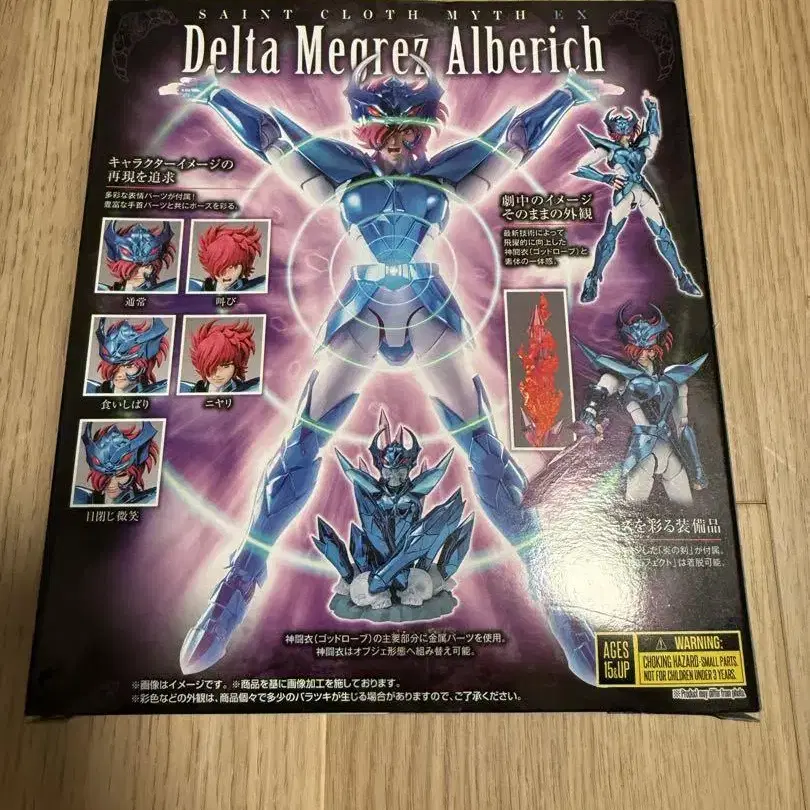 SAINT CLOTH MYTH EX
Delta Megrez Alberich
キャラクターイメージの
再現を追求
多彩な表情パーツが付属!
豊富な手首パーツと共にポーズを彩る。
通常
叫び
食いしばり
ニヤリ
目閉じ微笑
劇中のイメージ
そのままの外観
最新技術によって
飛躍的に向上した
神闘衣(ゴッドローブ)と
素体の一体感。
を彩る装備品
した「炎の剣」が付属。
フェクト」は着脱可能。
神闘衣(ゴッドローブ)の主要部分に金属パーツを使用。
神闘衣はオブジェ形態へ組み替え可能。
※画像はイメージです。※商品を基に画像加工を施しております。
※彩色などの外観は、商品個々で多少のバラツキが生じる場合がありますので、ご了承ください。
AGES
15&UP
WARNING:
CHOKING HAZARD-SMALL PARTS.
NOT FOR CHILDREN UNDER 3 YEARS.
※Product may differ from photo.